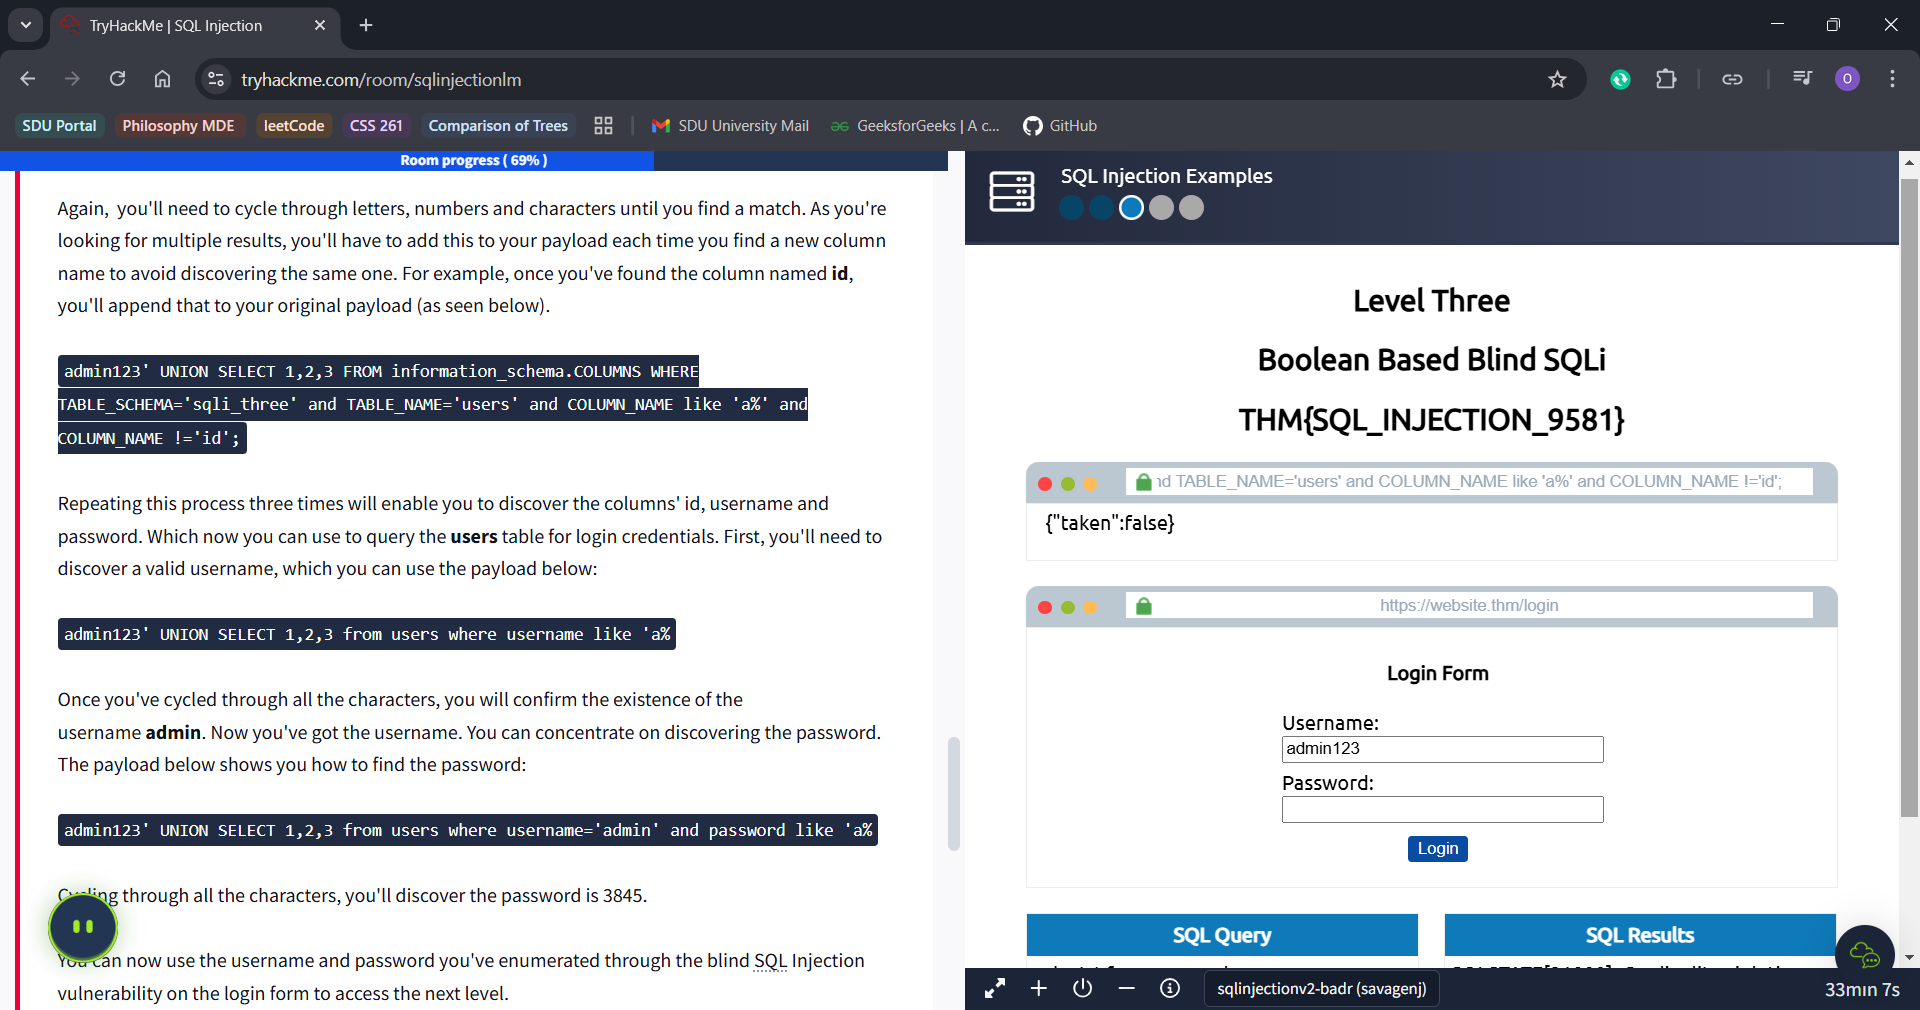 TryHackMe | SQL Injection
tryhackme.com/room/sqlinjectionlm
O
SDU Portal
Philosophy MDE
leetCode
CSS 261
Comparison of Trees
SDU University Mail
GeeksforGeeks | A c...
GitHub
Room progress ( 69% )
Again, you'll need to cycle through letters, numbers and characters until you find a match. As you're
looking for multiple results, you'll have to add this to your payload each time you find a new column
name to avoid discovering the same one. For example, once you've found the column named id,
you'll append that to your original payload (as seen below).
admin123' UNION SELECT 1,2,3 FROM information_schema.COLUMNS WHERE
TABLE_SCHEMA='sqli_three' and TABLE_NAME='users' and COLUMN_NAME like 'a%' and
COLUMN_NAME !='id';
Repeating this process three times will enable you to discover the columns' id, username and
password. Which now you can use to query the users table for login credentials. First, you'll need to
discover a valid username, which you can use the payload below:
admin123' UNION SELECT 1,2,3 from users where username like 'a%
Once you've cycled through all the characters, you will confirm the existence of the
username admin. Now you've got the username. You can concentrate on discovering the password.
The payload below shows you how to find the password:
admin123' UNION SELECT 1,2,3 from users where username='admin' and password like 'a%
Cycling through all the characters, you'll discover the password is 3845.
You can now use the username and password you've enumerated through the blind SQL Injection
vulnerability on the login form to access the next level.
SQL Injection Examples
Level Three
Boolean Based Blind SQLi
THM{SQL_INJECTION_9581}
nd TABLE_NAME='users' and COLUMN_NAME like 'a%' and COLUMN_NAME !='id';
{"taken":false}
https://website.thm/login
Login Form
Username:
admin123
Password:
Login
SQL Query
SQL Results
sqlinjectionv2-badr (savagenj)
33min 7s